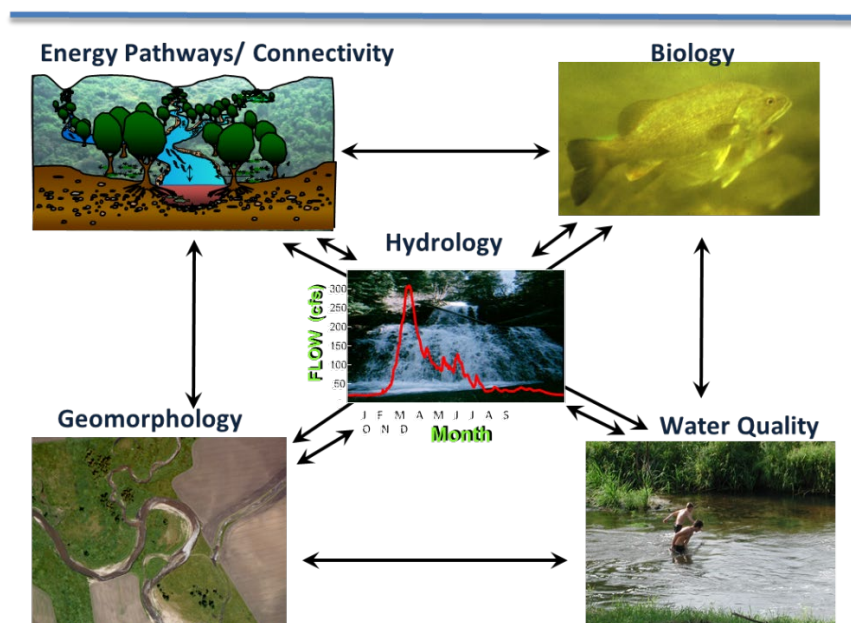 Energy Pathways/ Connectivity
Biology
Hydrology
FLOW (cfs)
300
250
200
150
100
50
J F M A M J J A S
O N D
Month
Geomorphology
Water Quality